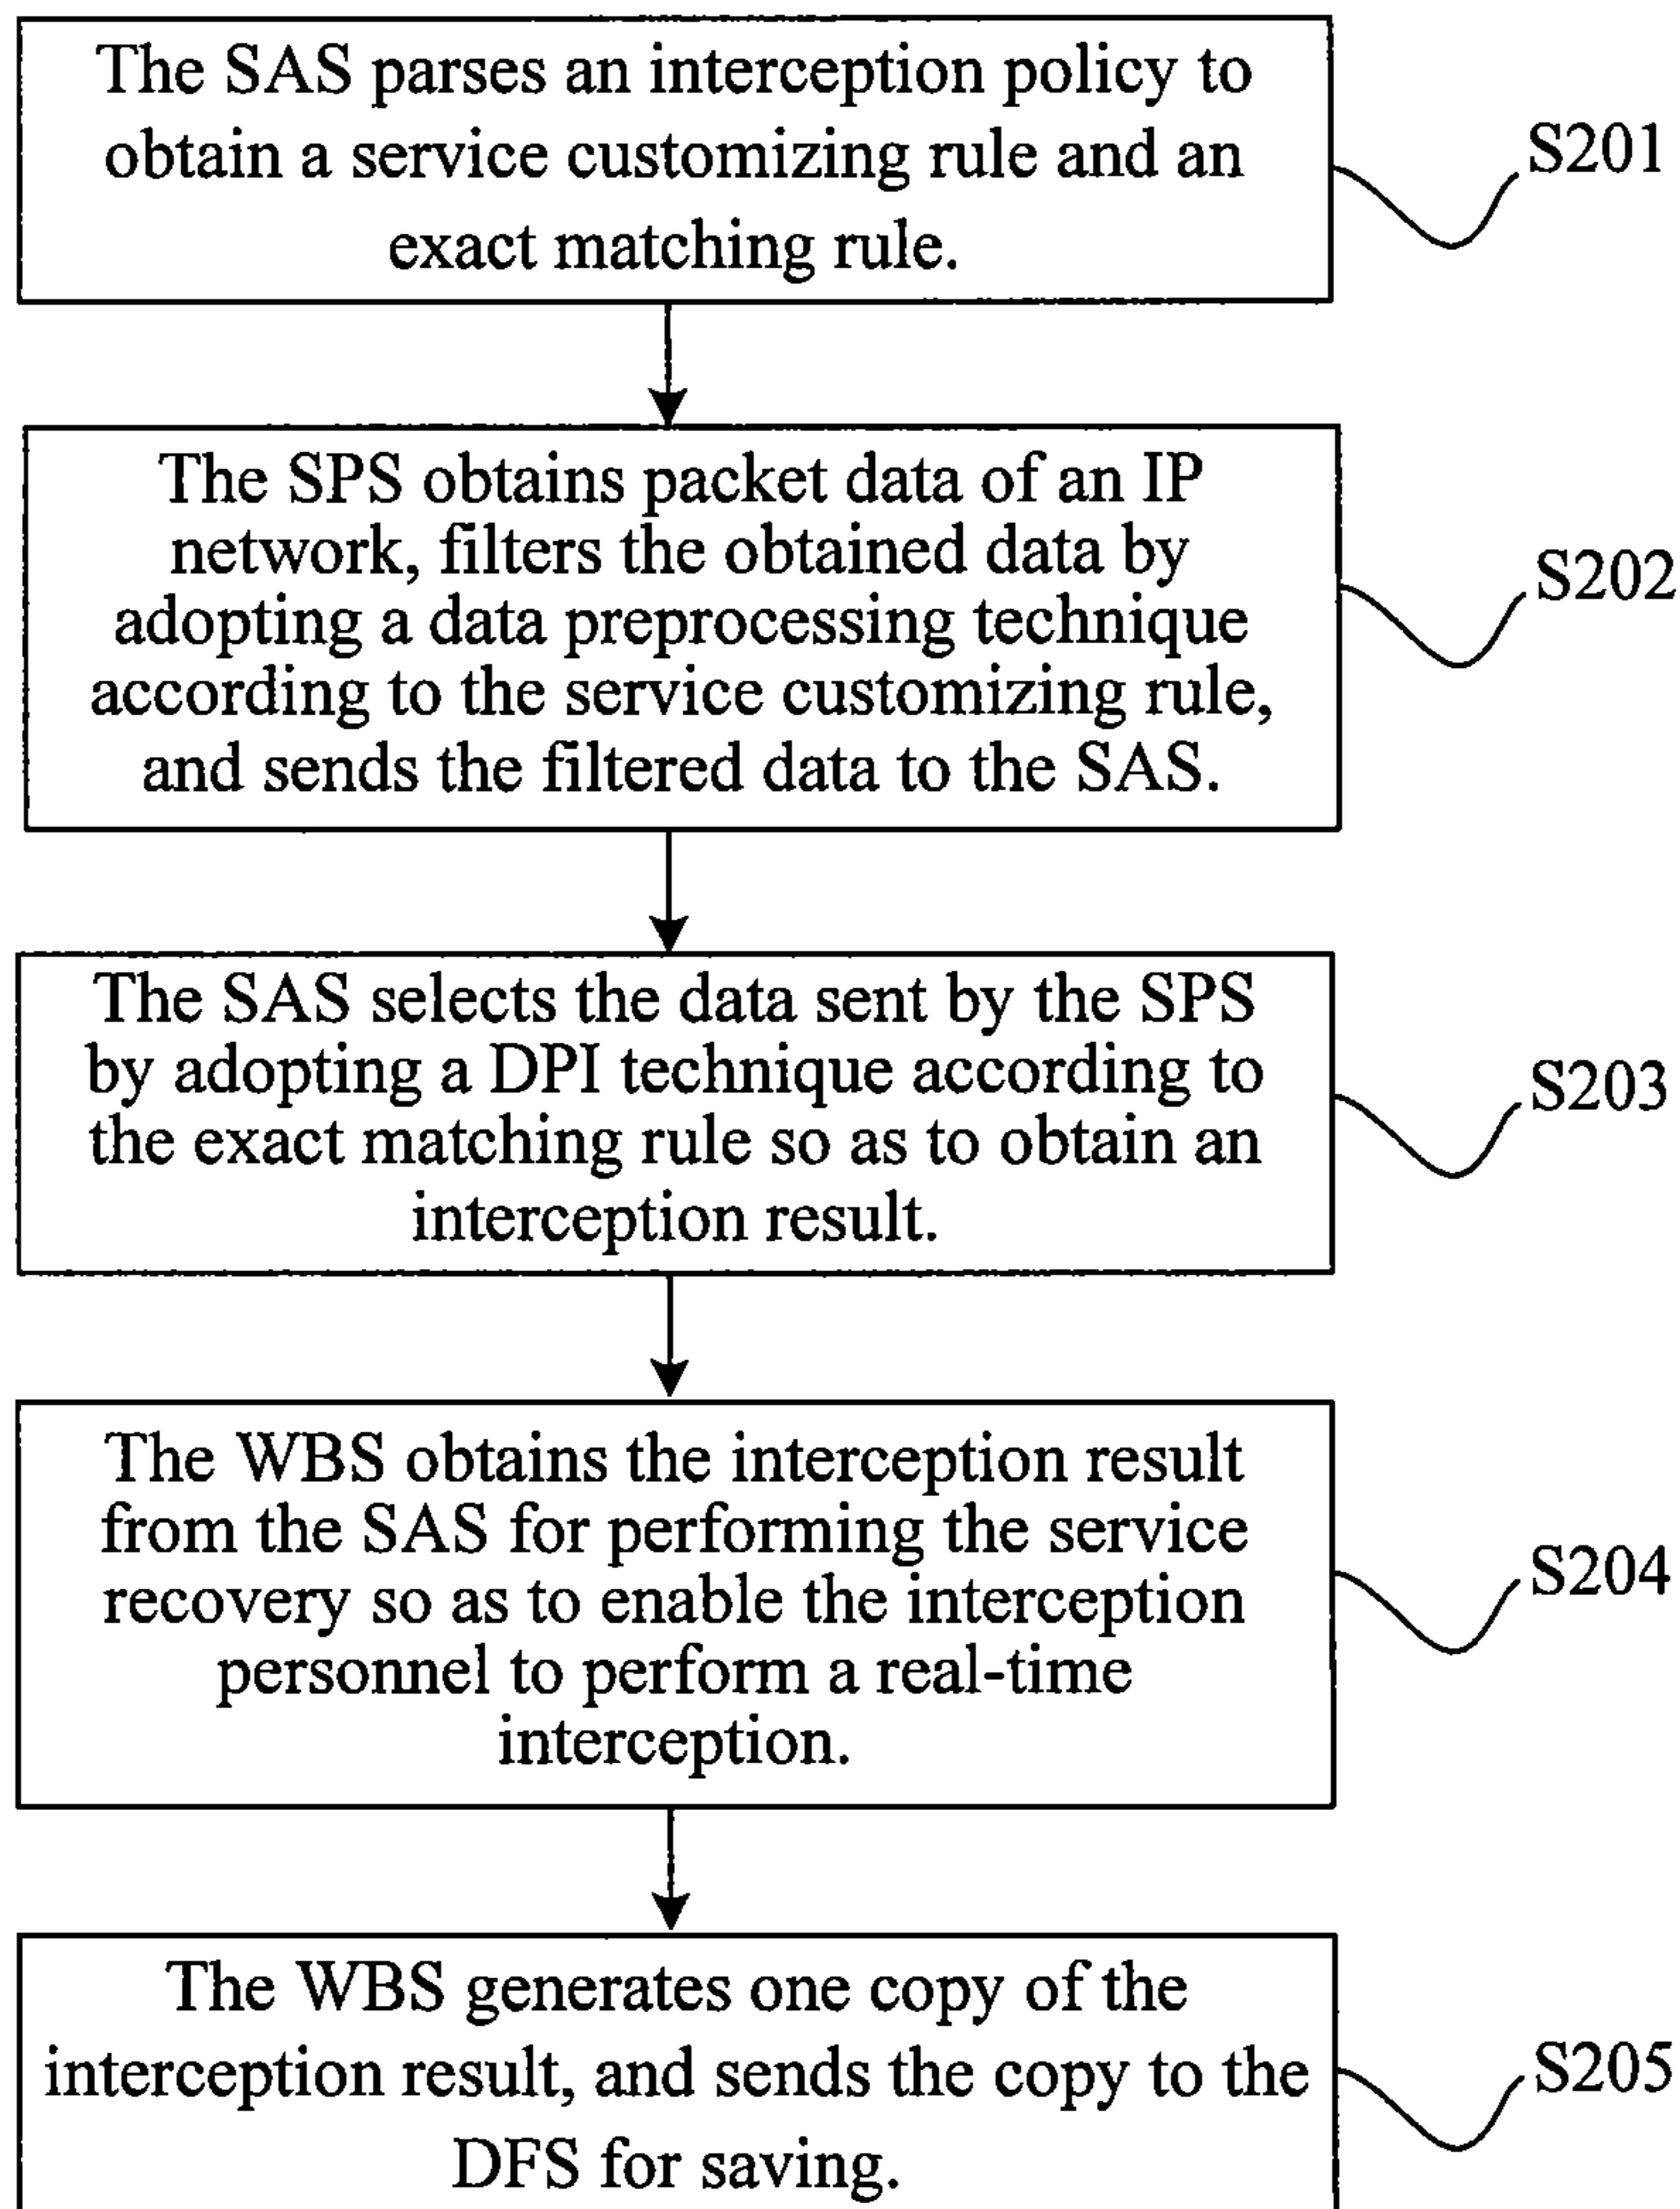 The SAS parses an interception policy to
obtain a service customizing rule and an
exact matching rule.
S201
The SPS obtains packet data of an IP
network, filters the obtained data by
adopting a data preprocessing technique
according to the service customizing rule,
and sends the filtered data to the SAS.
S202
The SAS selects the data sent by the SPS
by adopting a DPI technique according to
the exact matching rule so as to obtain an
interception result.
S203
The WBS obtains the interception result
from the SAS for performing the service
recovery so as to enable the interception
personnel to perform a real-time
interception.
S204
The WBS generates one copy of the
interception result, and sends the copy to the
DFS for saving.
S205